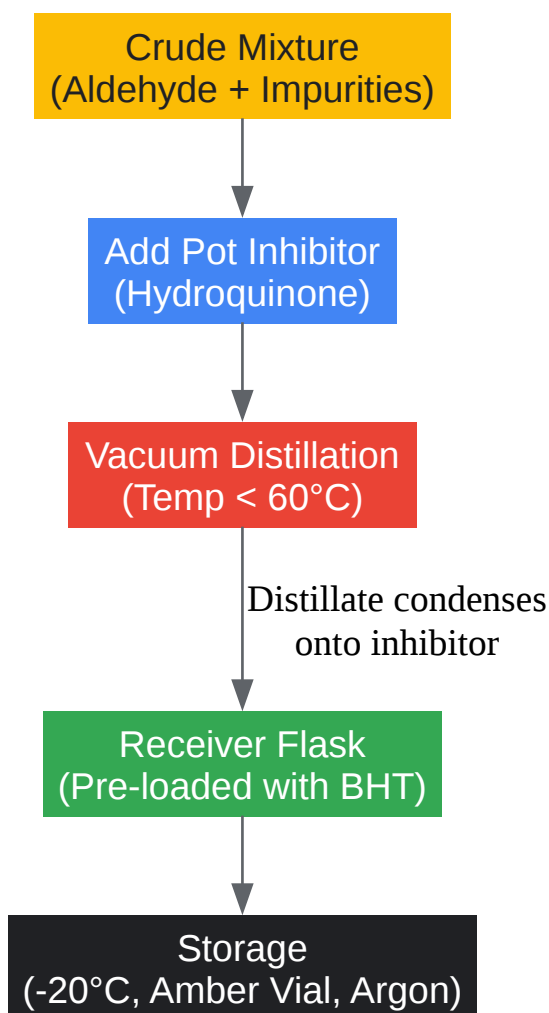 Crude Mixture
(Aldehyde + Impurities)
Add Pot Inhibitor
(Hydroquinone)
Vacuum Distillation
(Temp < 60°C)
Distillate condenses
onto inhibitor
Receiver Flask
(Pre-loaded with BHT)
Storage
(-20°C, Amber Vial, Argon)